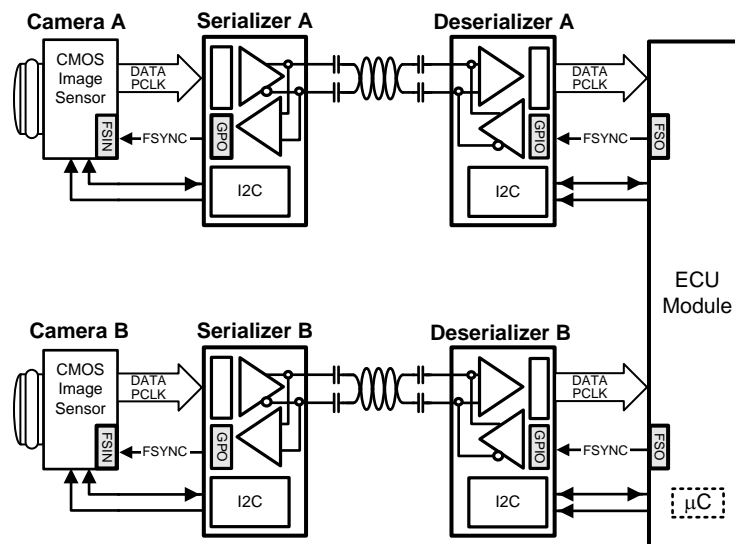 Camera A
Serializer A
Deserializer A
CMOS
Image
Sensor
DATA
PCLK
DATA
PCLK
FSIN
FSYNC
GPO
GPIO
FSYNC
FSO
I2C
I2C
ECU
Module
Camera B
Serializer B
Deserializer B
CMOS
Image
Sensor
DATA
PCLK
DATA
PCLK
FSIN
FSYNC
GPO
GPIO
FSYNC
FSO
I2C
I2C
μC